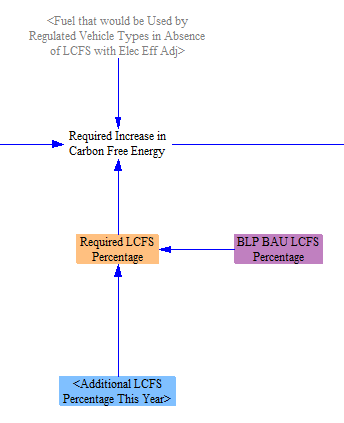 <Fuel that would be Used by
Regulated Vehicle Types in Absence
of LCFS with Elec Eff Adj>
Required Increase in
Carbon Free Energy
Required LCFS
Percentage
BLP BAU LCFS
Percentage
<Additional LCFS
Percentage This Year>